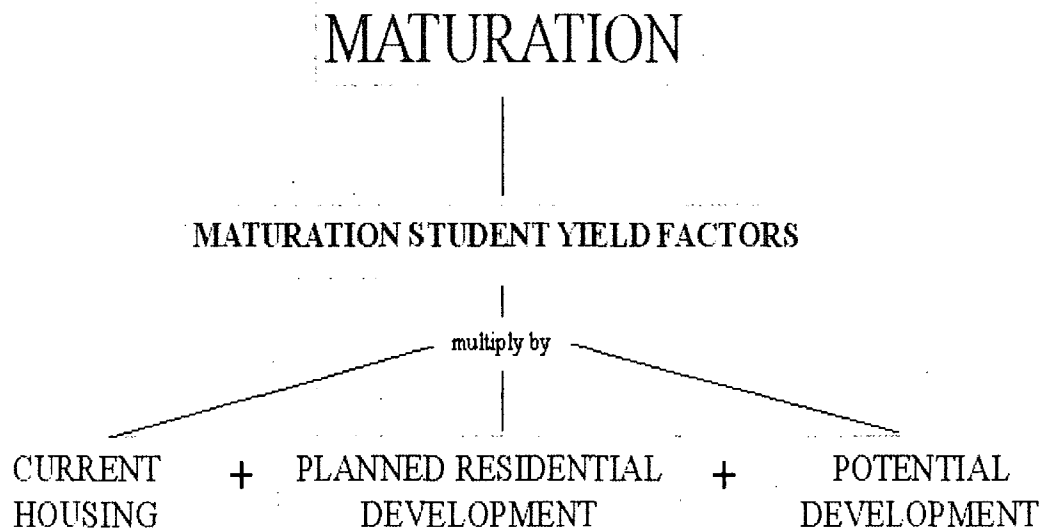 MATURATION
MATURATION STUDENT YIELD FACTORS
multiply by
CURRENT HOUSING
+
PLANNED RESIDENTIAL DEVELOPMENT
+
POTENTIAL DEVELOPMENT